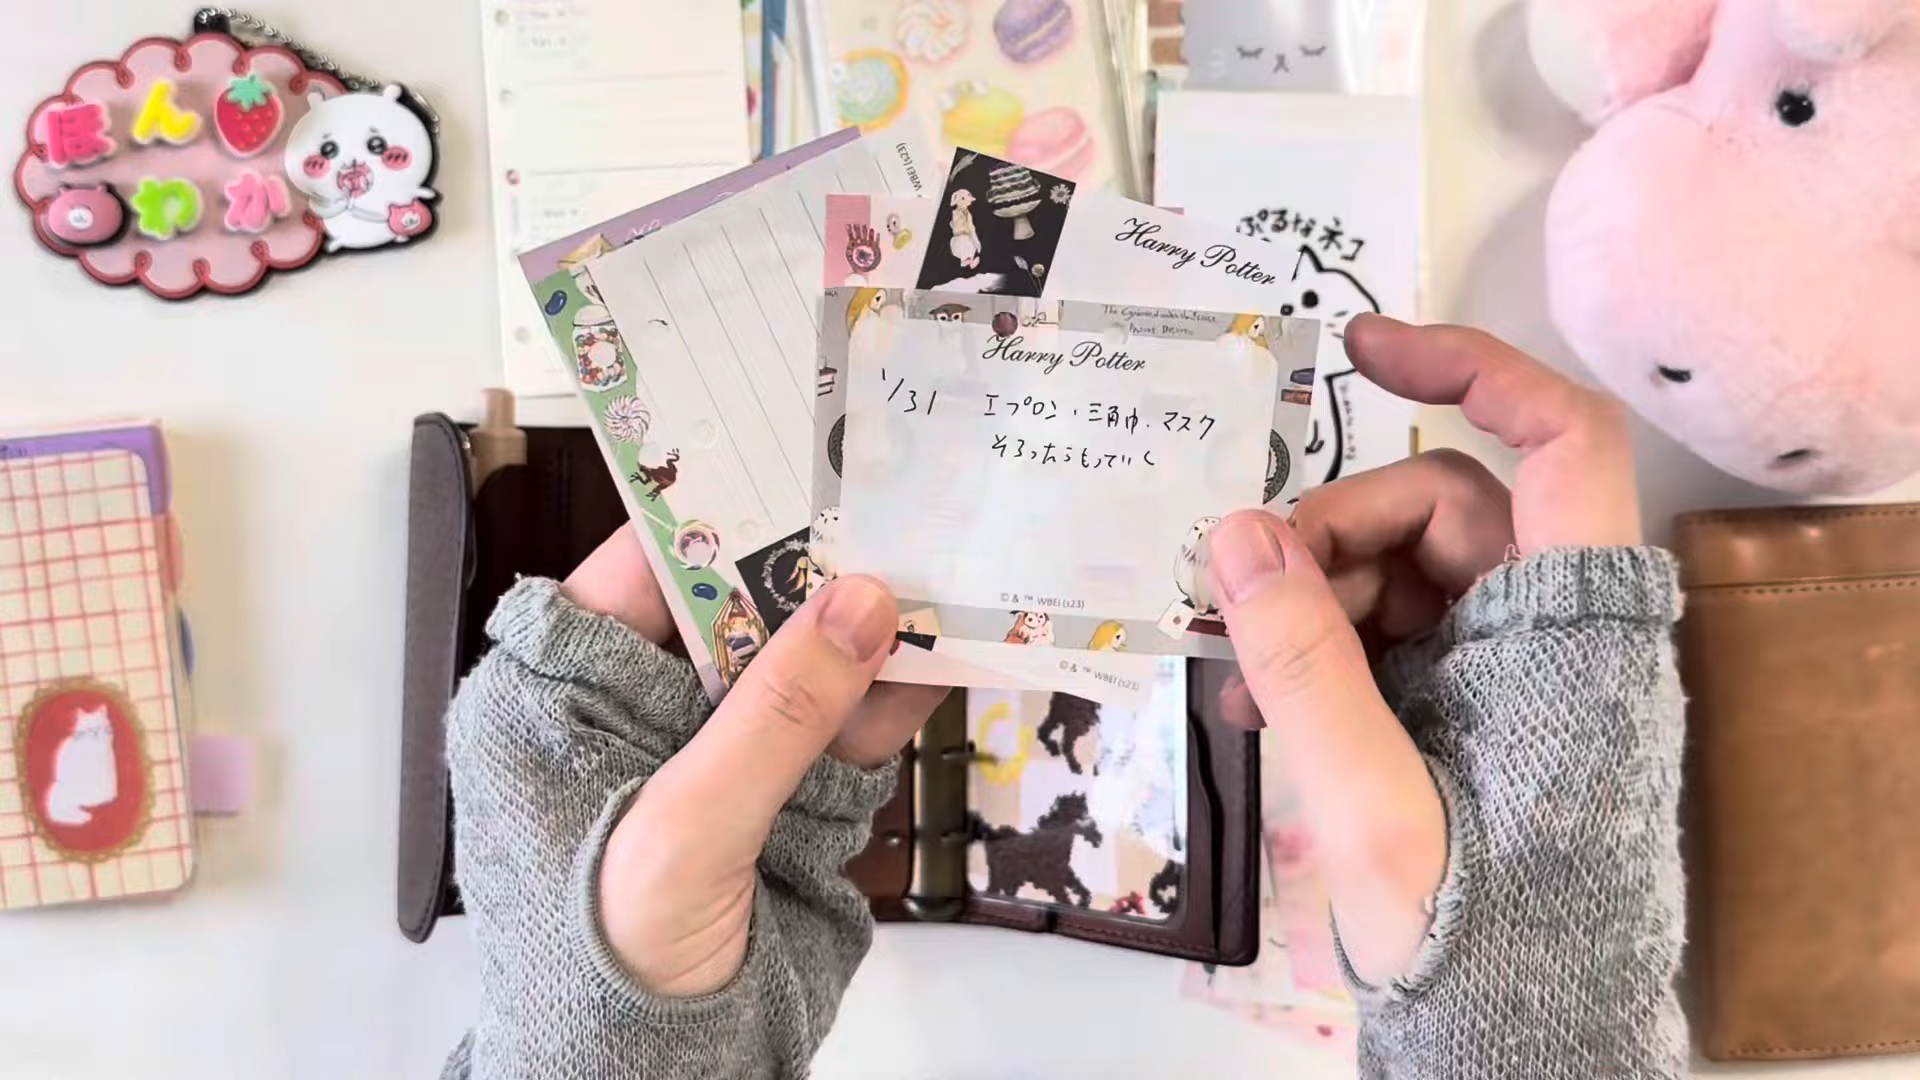 ほん
わか
WBEI (s23)
Harry Potter
ぷるなネコ
Harry Potter
1/31 エプロン・三角巾・マスク
そろったらもっていく
© & ™ WBEI (s23)
© & ™ WBEI (s23)